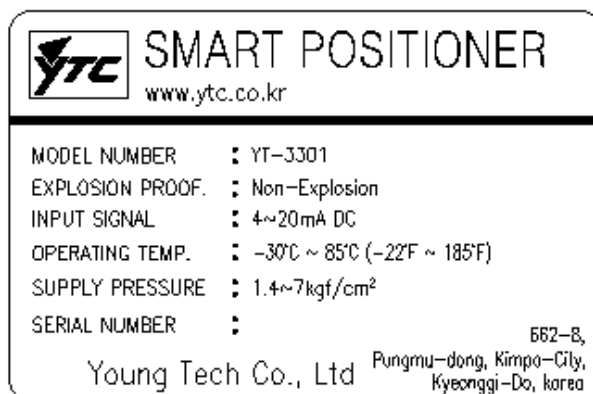 YTC SMART POSITIONER
www.ytc.co.kr
MODEL NUMBER : YT-3301
EXPLOSION PROOF. : Non-Explosion
INPUT SIGNAL : 4~20mA DC
OPERATING TEMP. : -30°C ~ 85°C (-22°F ~ 185°F)
SUPPLY PRESSURE : 1.4~7kgf/cm²
SERIAL NUMBER :
662-8,
Pungmu-dong, Kimpo-City,
Kyeonggi-Do, korea
Young Tech Co., Ltd